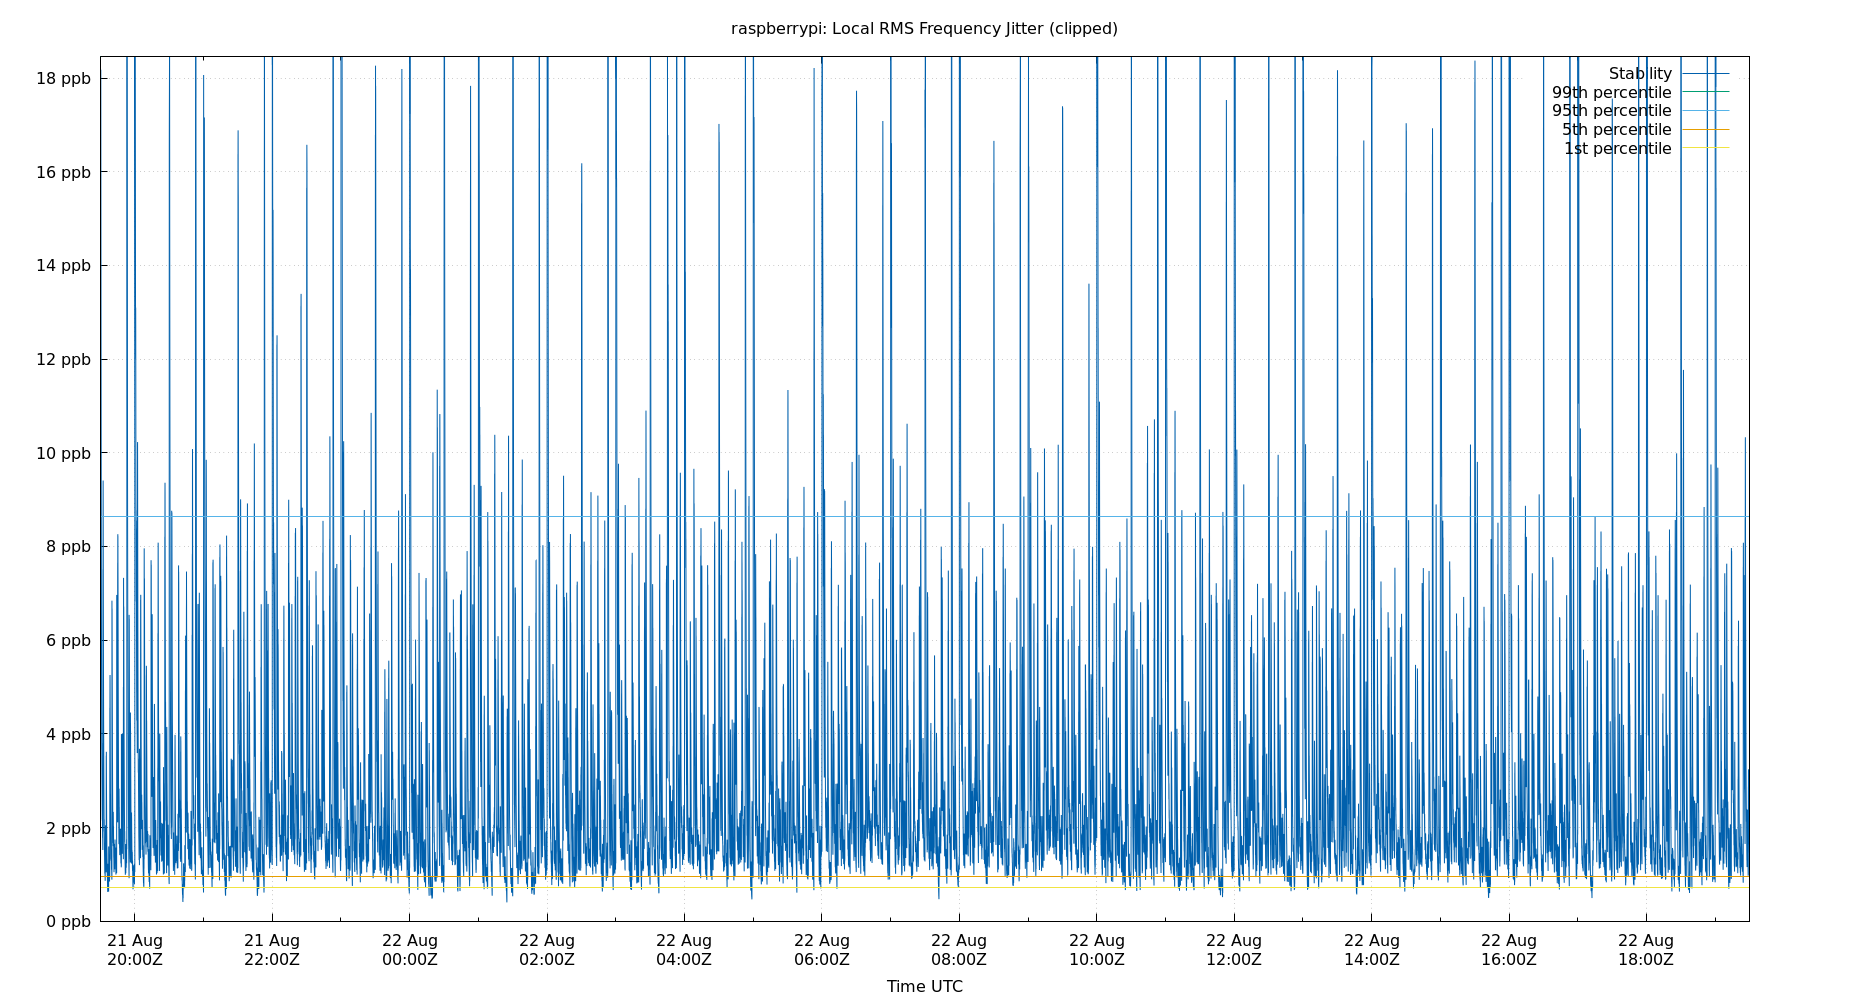 raspberrypi: Local RMS Frequency Jitter (clipped)
18 ppb
16 ppb
14 ppb
12 ppb
10 ppb
8 ppb
6 ppb
4 ppb
2 ppb
0 ppb
Stability
99th percentile
95th percentile
5th percentile
1st percentile
21 Aug
20:00Z
21 Aug
22:00Z
22 Aug
00:00Z
22 Aug
02:00Z
22 Aug
04:00Z
22 Aug
06:00Z
22 Aug
08:00Z
22 Aug
10:00Z
22 Aug
12:00Z
22 Aug
14:00Z
22 Aug
16:00Z
22 Aug
18:00Z
Time UTC